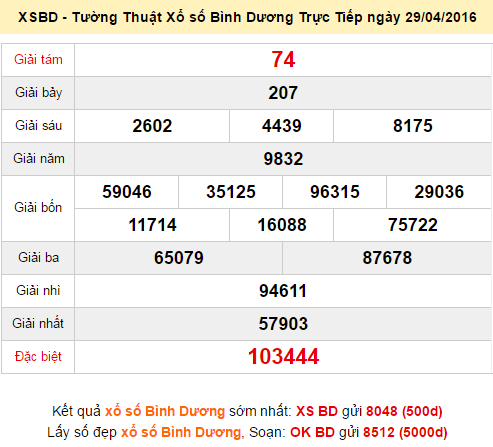 XSBD - Tường Thuật Xổ số Bình Dương Trực Tiếp ngày 29/04/2016
Giải tám 74
Giải bảy 207
Giải sáu 2602 4439 8175
Giải năm 9832
Giải bốn 59046 35125 96315 29036
11714 16088 75722
Giải ba 65079 87678
Giải nhì 94611
Giải nhất 57903
Đặc biệt 103444
Kết quả xổ số Bình Dương sớm nhất: XS BD gửi 8048 (500d)
Lấy số đẹp xổ số Bình Dương, Soạn: OK BD gửi 8512 (5000d)